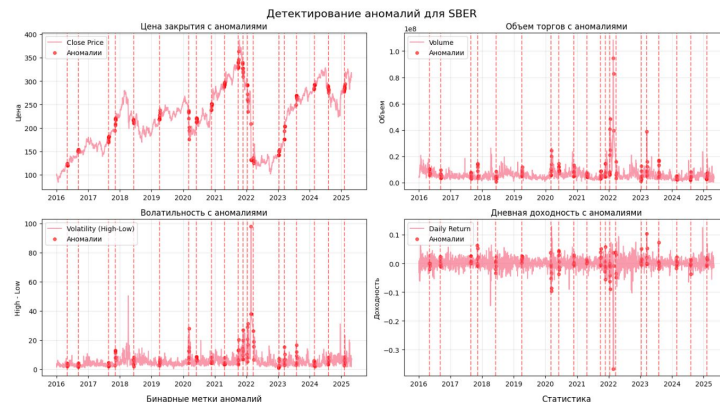 Детектирование аномалий для SBER
Цена закрытия с аномалиями
Объем торгов с аномалиями
1e8
Close Price
Аномалии
Volume
Аномалии
Цена
400
350
300
250
200
150
100
Объем
1.0
0.8
0.6
0.4
0.2
0.0
2016 2017 2018 2019 2020 2021 2022 2023 2024 2025
2016 2017 2018 2019 2020 2021 2022 2023 2024 2025
Волатильность с аномалиями
Дневная доходность с аномалиями
Volatility (High-Low)
Аномалии
Daily Return
Аномалии
High - Low
100
80
60
40
20
0
Доходность
0.1
0.0
−0.1
−0.2
−0.3
2016 2017 2018 2019 2020 2021 2022 2023 2024 2025
2016 2017 2018 2019 2020 2021 2022 2023 2024 2025
Бинарные метки аномалий
Статистика